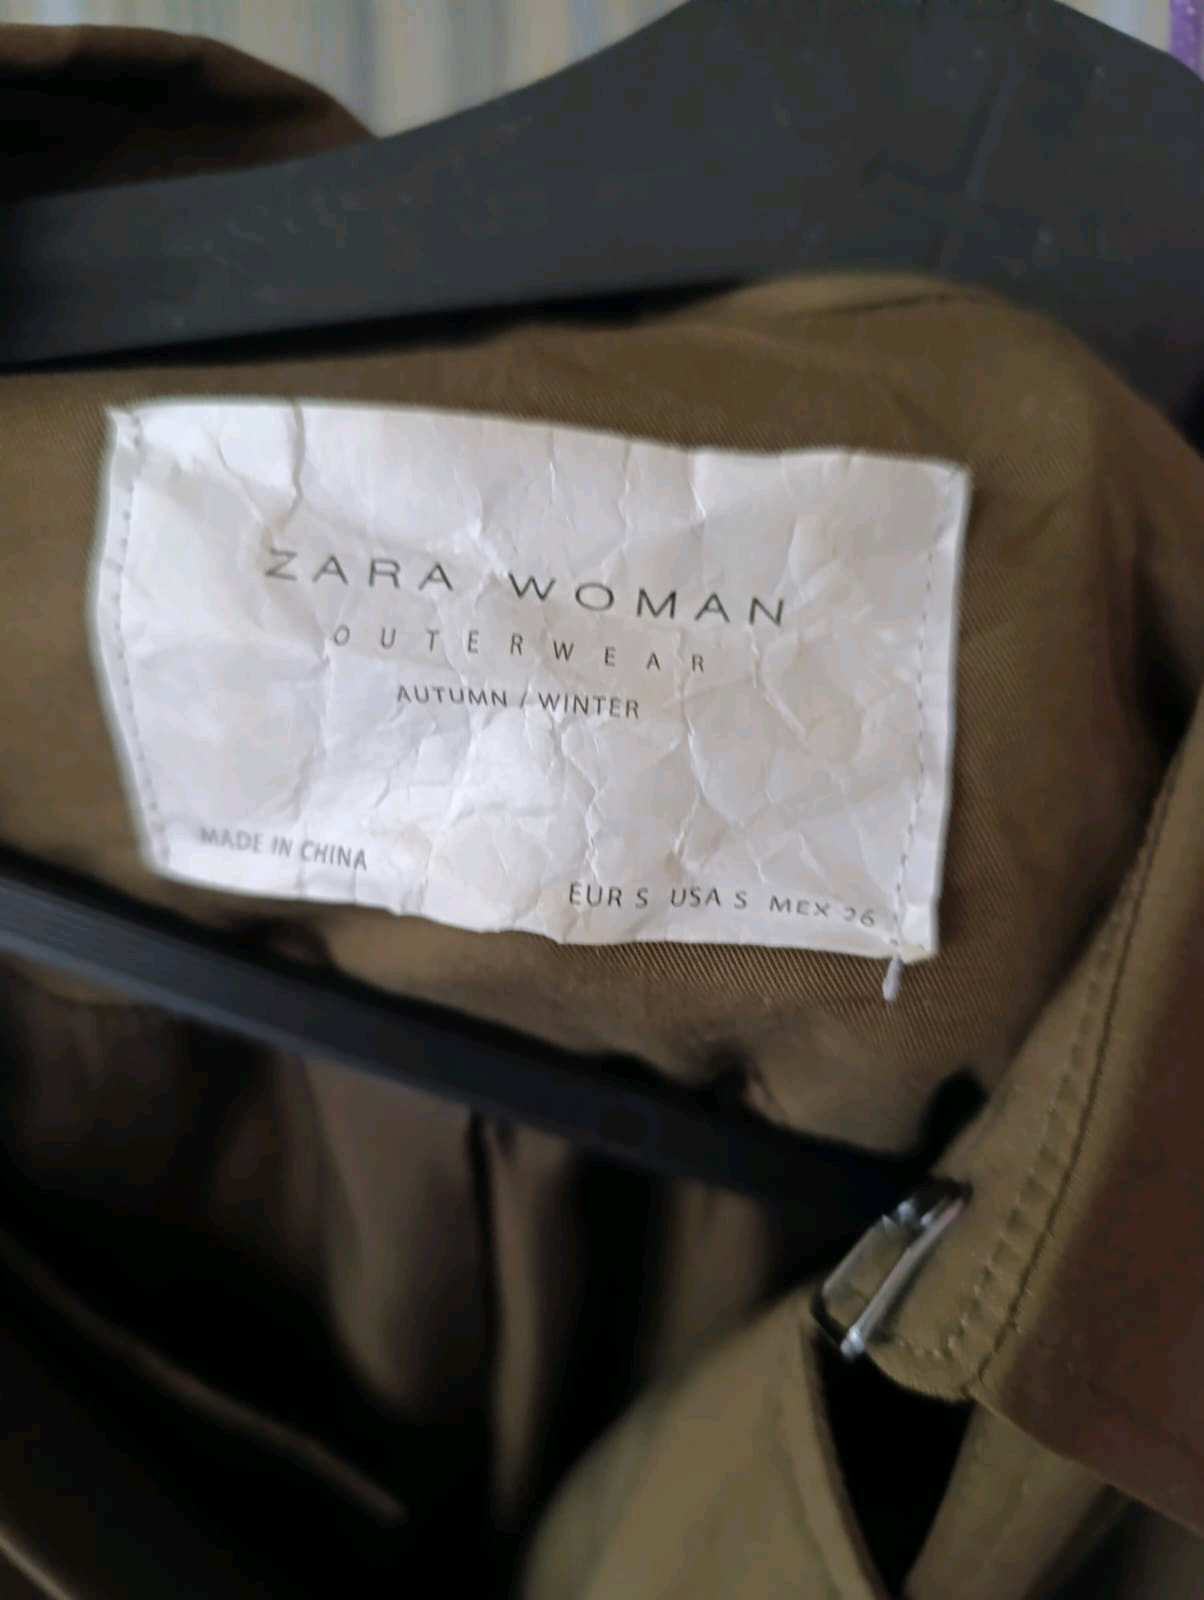 ZARA WOMAN
OUTERWEAR
AUTUMN / WINTER
MADE IN CHINA
EUR S USA S MEX 26